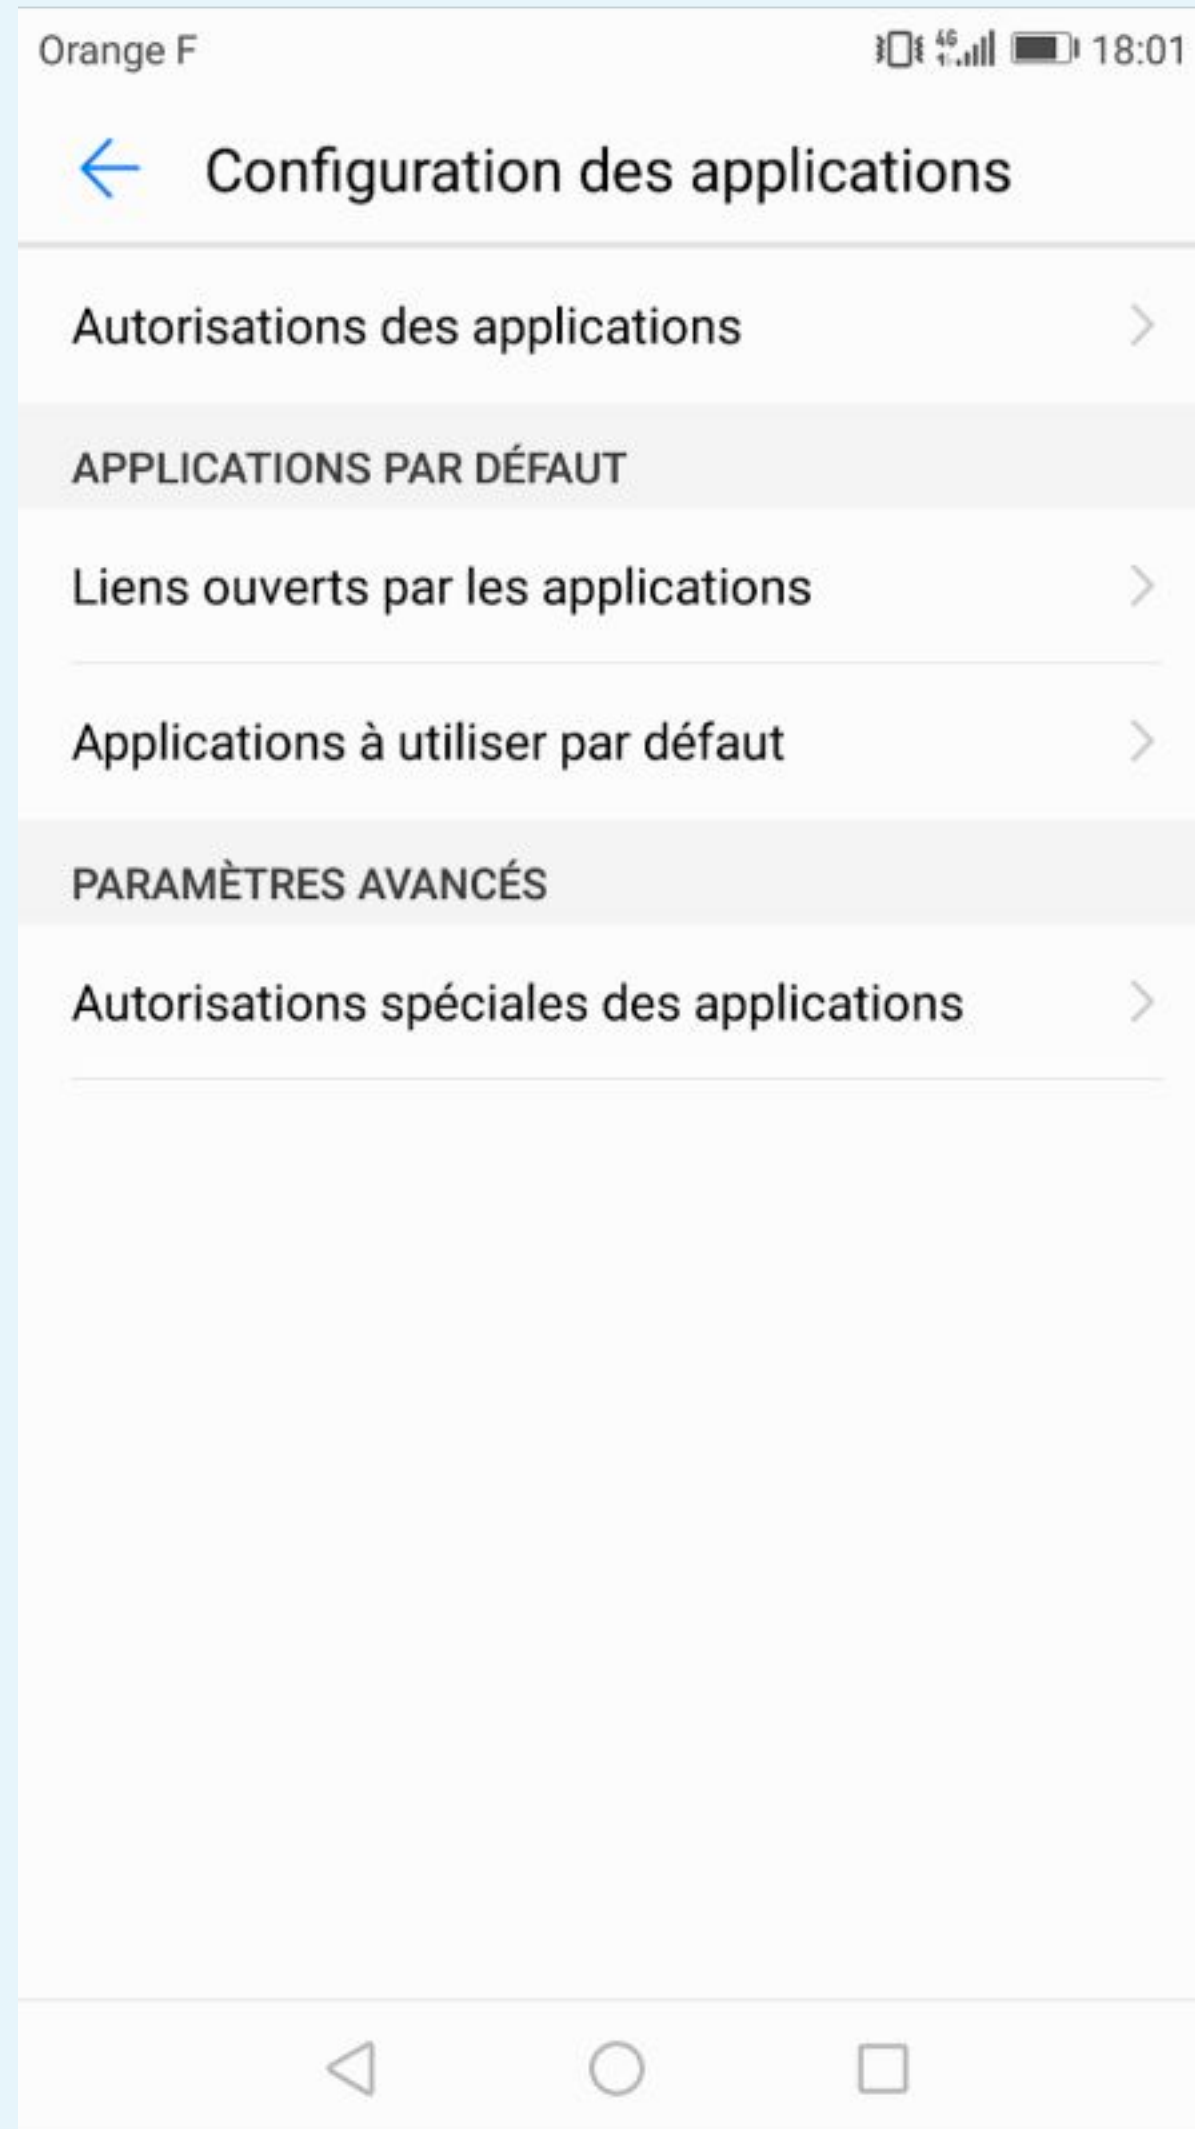 Orange F 4G 18:01
Configuration des applications
Autorisations des applications
APPLICATIONS PAR DÉFAUT
Liens ouverts par les applications
Applications à utiliser par défaut
PARAMÈTRES AVANCÉS
Autorisations spéciales des applications